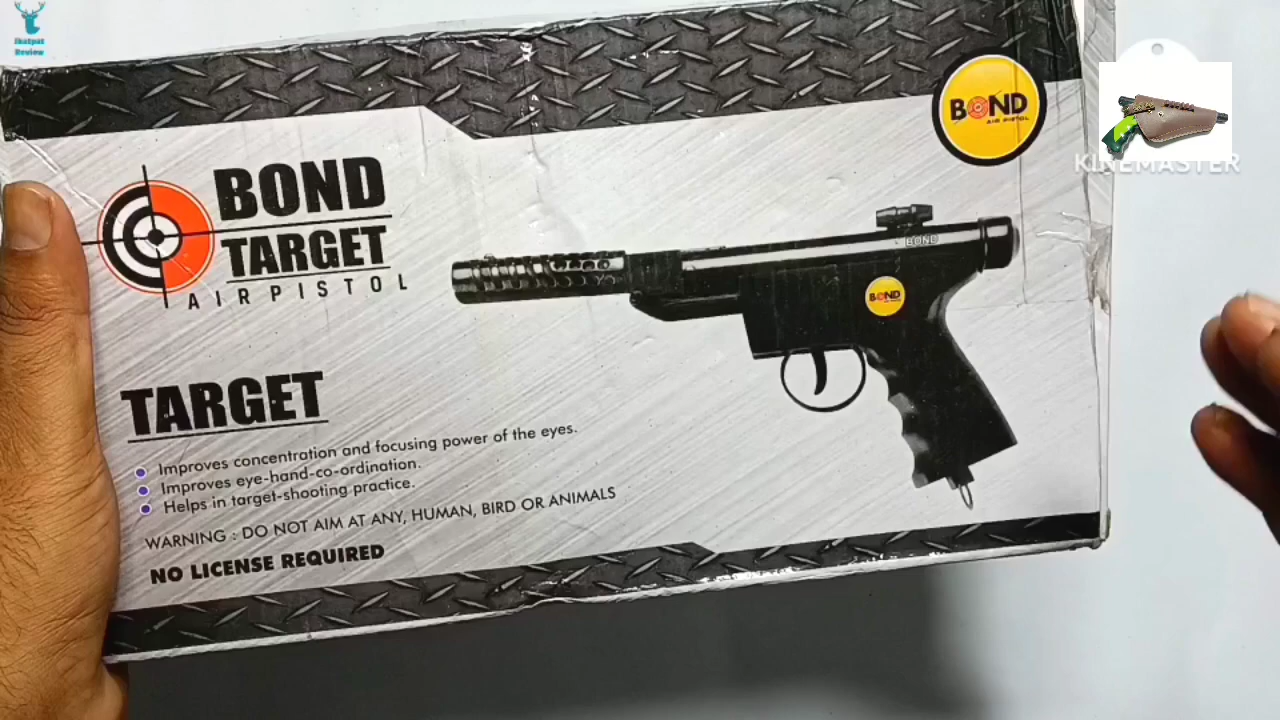 Jkatpat
Review
BOND
AIR PISTOL
KINEMASTER
BOND
TARGET
AIRPISTOL
BOND
BOND
TARGET
Improves concentration and focusing power of the eyes.
Improves eye-hand-co-ordination.
Helps in target-shooting practice.
WARNING : DO NOT AIM AT ANY, HUMAN, BIRD OR ANIMALS
NO LICENSE REQUIRED